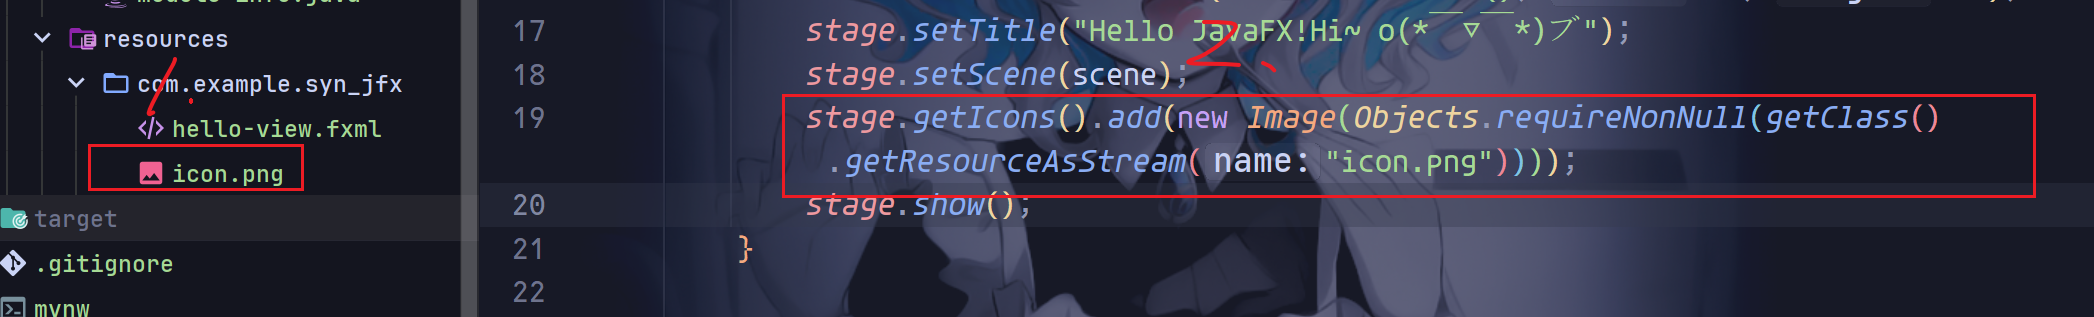 resources
com.example.syn_jfx
hello-view.fxml
icon.png
target
.gitignore
mvnw
17 stage.setTitle("Hello JavaFX!Hi~ o(*￣▽￣*)ブ");
18 stage.setScene(scene);
19 stage.getIcons().add(new Image(Objects.requireNonNull(getClass()
.getResourceAsStream( name: "icon.png"))));
20 stage.show();
21 }
22